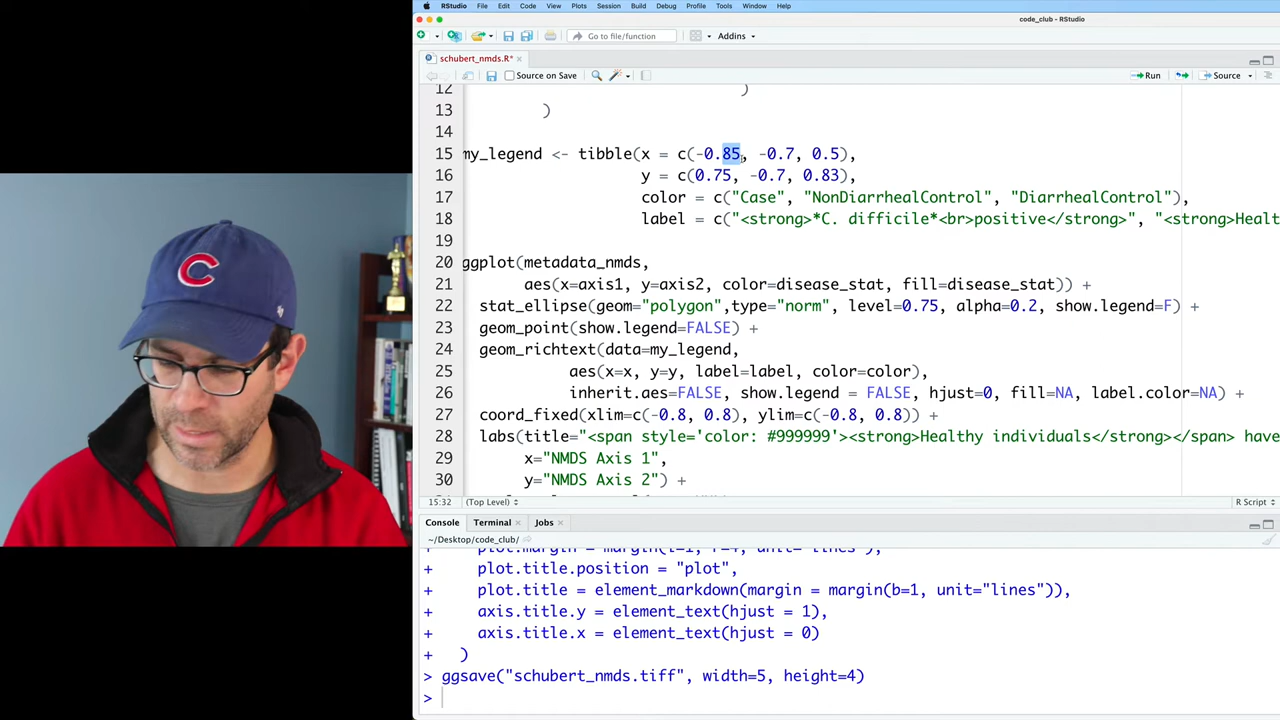 RStudio File Edit Code View Plots Session Build Debug Profile Tools Window Help
code_club - RStudio
Go to file/function Addins
schubert_nmds.R*
Source on Save Run Source
12 )
13 )
14
15 my_legend <- tibble(x = c(-0.85, -0.7, 0.5),
16 y = c(0.75, -0.7, 0.83),
17 color = c("Case", "NonDiarrhealControl", "DiarrhealControl"),
18 label = c("<strong>*C. difficile*<br>positive</strong>", "<strong>Healt
19
20 ggplot(metadata_nmds,
21 aes(x=axis1, y=axis2, color=disease_stat, fill=disease_stat)) +
22 stat_ellipse(geom="polygon",type="norm", level=0.75, alpha=0.2, show.legend=F) +
23 geom_point(show.legend=FALSE) +
24 geom_richtext(data=my_legend,
25 aes(x=x, y=y, label=label, color=color),
26 inherit.aes=FALSE, show.legend = FALSE, hjust=0, fill=NA, label.color=NA) +
27 coord_fixed(xlim=c(-0.8, 0.8), ylim=c(-0.8, 0.8)) +
28 labs(title="<span style='color: #999999'><strong>Healthy individuals</strong></span> have
29 x="NMDS Axis 1",
30 y="NMDS Axis 2") +
15:32 (Top Level) R Script
Console Terminal Jobs
~/Desktop/code_club/
+ plot.margin = margin(l=1, r=4, unit="lines"),
+ plot.title.position = "plot",
+ plot.title = element_markdown(margin = margin(b=1, unit="lines")),
+ axis.title.y = element_text(hjust = 1),
+ axis.title.x = element_text(hjust = 0)
+ )
> ggsave("schubert_nmds.tiff", width=5, height=4)
>
C